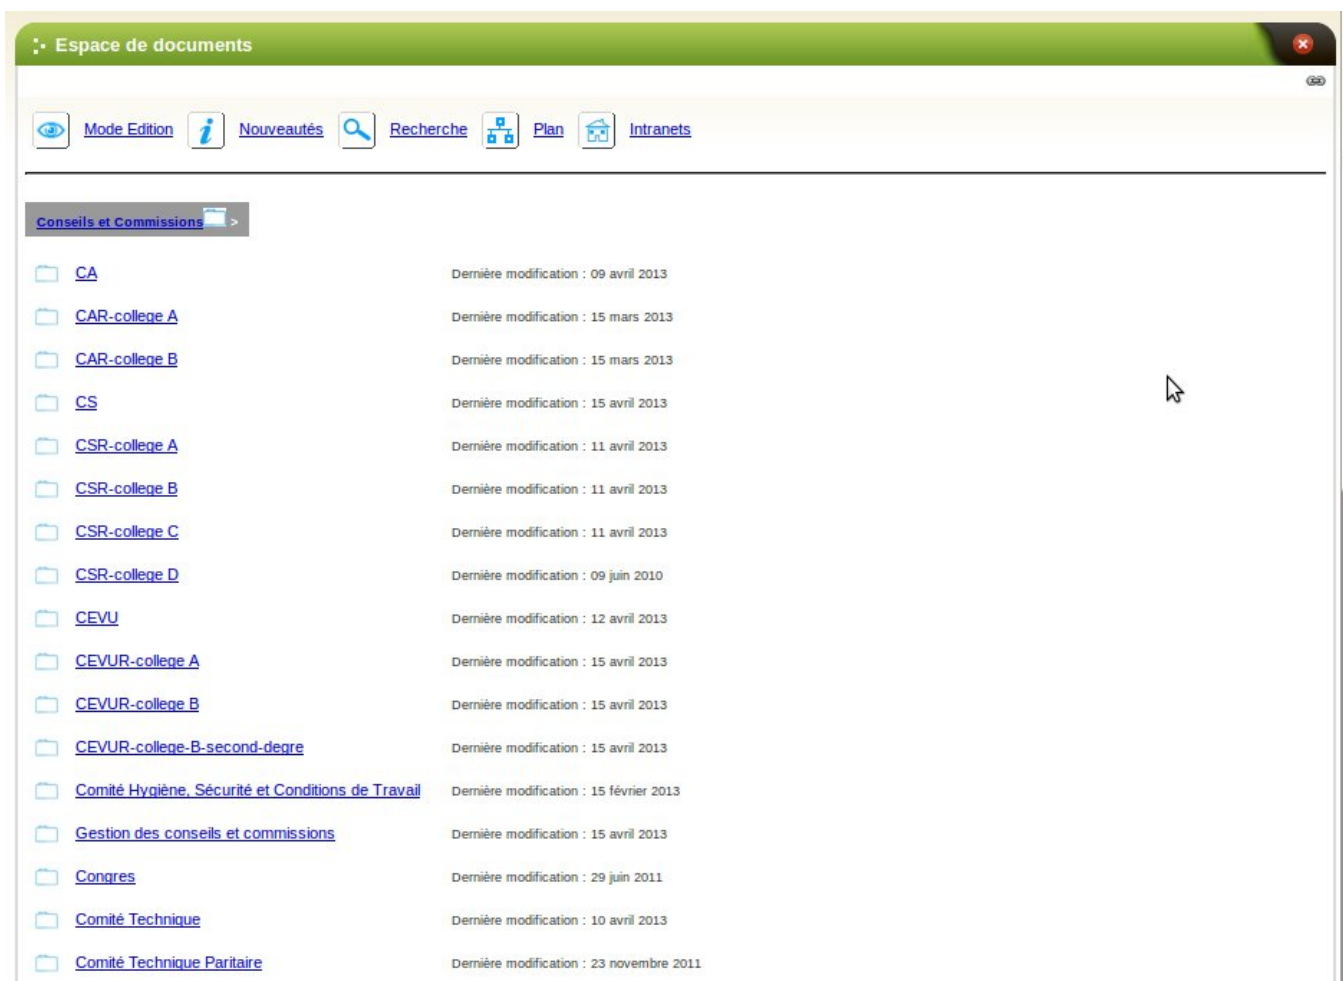 Espace de documents
Mode Edition Nouveautés Recherche Plan Intranets
Conseils et Commissions >
CA Dernière modification : 09 avril 2013
CAR-college A Dernière modification : 15 mars 2013
CAR-college B Dernière modification : 15 mars 2013
CS Dernière modification : 15 avril 2013
CSR-college A Dernière modification : 11 avril 2013
CSR-college B Dernière modification : 11 avril 2013
CSR-college C Dernière modification : 11 avril 2013
CSR-college D Dernière modification : 09 juin 2010
CEVU Dernière modification : 12 avril 2013
CEVUR-college A Dernière modification : 15 avril 2013
CEVUR-college B Dernière modification : 15 avril 2013
CEVUR-college-B-second-degre Dernière modification : 15 avril 2013
Comité Hygiène, Sécurité et Conditions de Travail Dernière modification : 15 février 2013
Gestion des conseils et commissions Dernière modification : 15 avril 2013
Congres Dernière modification : 29 juin 2011
Comité Technique Dernière modification : 10 avril 2013
Comité Technique Paritaire Dernière modification : 23 novembre 2011